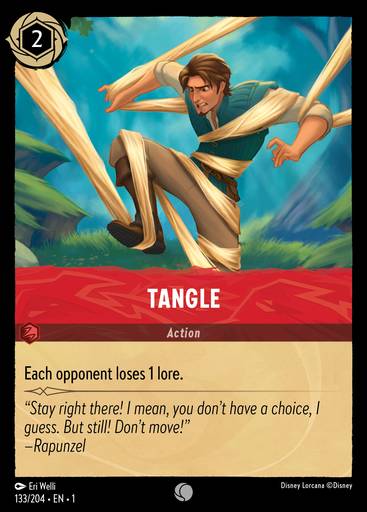 2
TANGLE
Action
Each opponent loses 1 lore.
“Stay right there! I mean, you don’t have a choice, I
guess. But still! Don’t move!”
–Rapunzel
Eri Welli
Disney Lorcana ©Disney
133/204 • EN • 1